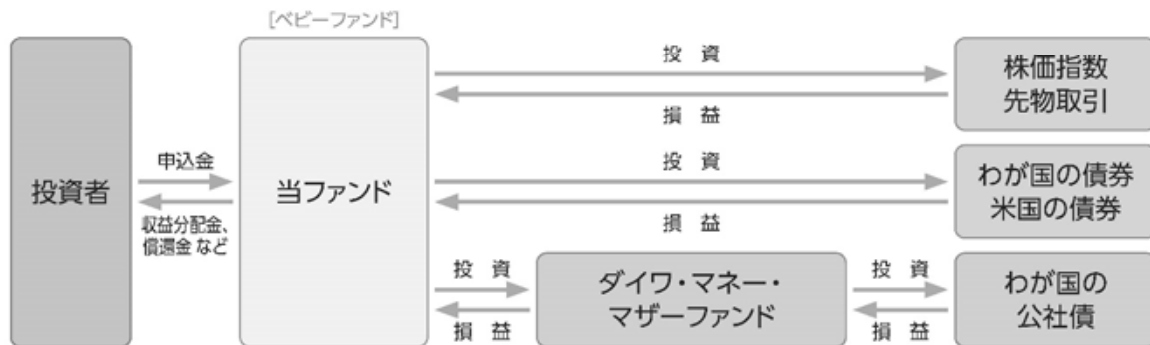 [ベビーファンド]
投資者
申込金
収益分配金、
償還金 など
当ファンド
投 資
損 益
株価指数
先物取引
投 資
損 益
わが国の債券
米国の債券
投 資
損 益
ダイワ・マネー・
マザーファンド
投 資
損 益
わが国の
公社債